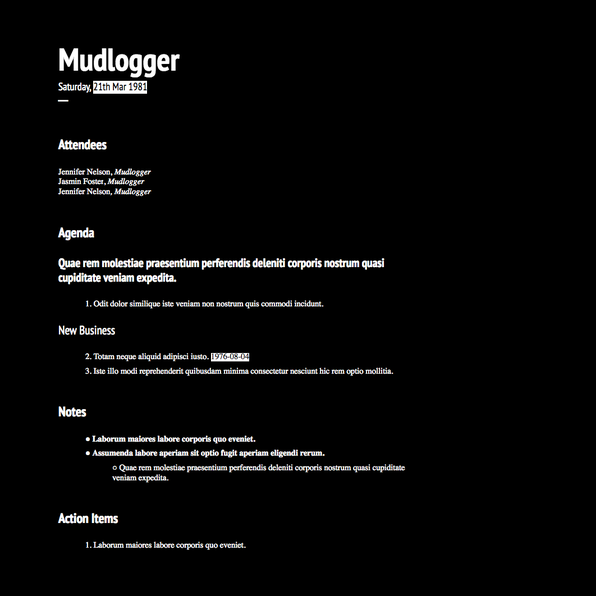 Mudlogger
Saturday, 21th Mar 1981
—
Attendees
Jennifer Nelson, Mudlogger
Jasmin Foster, Mudlogger
Jennifer Nelson, Mudlogger
Agenda
Quae rem molestiae praesentium perferendis deleniti corporis nostrum quasi
cupiditate veniam expedita.
1. Odit dolor similique iste veniam non nostrum quis commodi incidunt.
New Business
2. Totam neque aliquid adipisci iusto. 1976-08-04
3. Iste illo modi reprehenderit quibusdam minima consectetur nesciunt hic rem optio mollitia.
Notes
● Laborum maiores labore corporis quo eveniet.
● Assumenda labore aperiam sit optio fugit aperiam eligendi rerum.
○ Quae rem molestiae praesentium perferendis deleniti corporis nostrum quasi cupiditate
veniam expedita.
Action Items
1. Laborum maiores labore corporis quo eveniet.